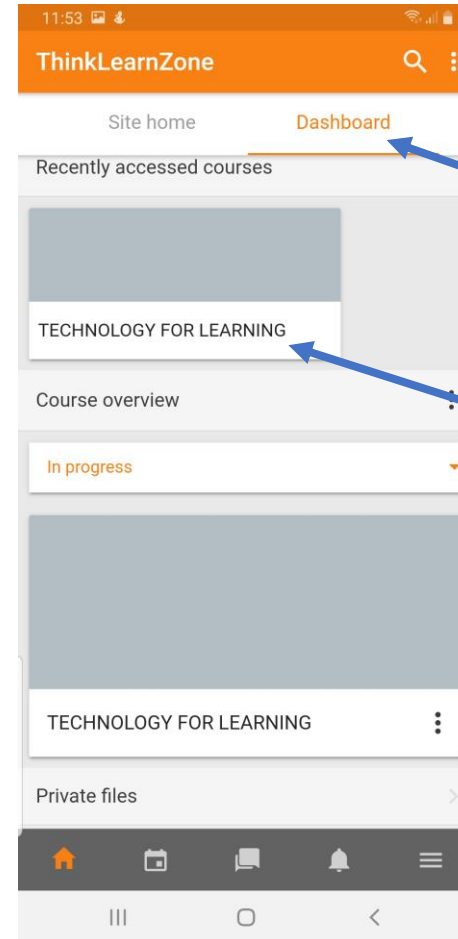 11:53
ThinkLearnZone
Site home Dashboard
Recently accessed courses
TECHNOLOGY FOR LEARNING
Course overview
In progress
TECHNOLOGY FOR LEARNING
Private files